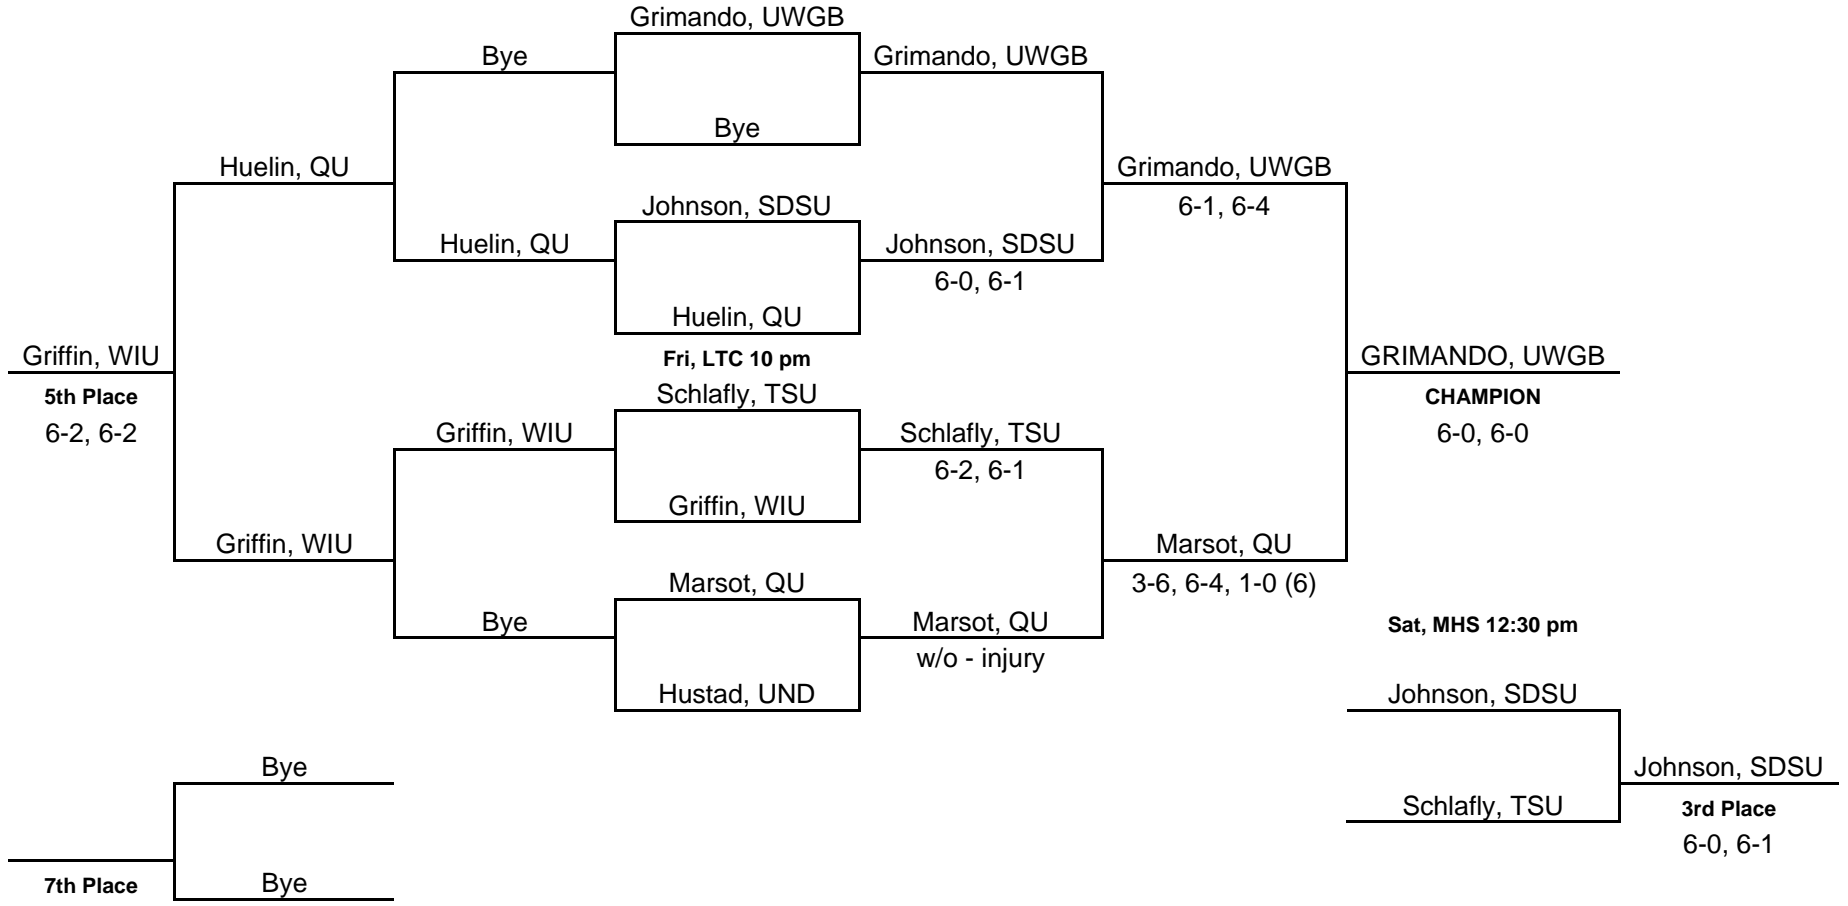 Grimando, UWGB
Bye
Grimando, UWGB
Bye
Huelin, QU
Grimando, UWGB
6-1, 6-4
Johnson, SDSU
Huelin, QU
Johnson, SDSU
6-0, 6-1
Huelin, QU
Griffin, WIU
Fri, LTC 10 pm
GRIMANDO, UWGB
5th Place
Schlafly, TSU
CHAMPION
6-2, 6-2
Griffin, WIU
Schlafly, TSU
6-0, 6-0
6-2, 6-1
Griffin, WIU
Griffin, WIU
Marsot, QU
Marsot, QU
3-6, 6-4, 1-0 (6)
Bye
Marsot, QU
Sat, MHS 12:30 pm
w/o - injury
Hustad, UND
Johnson, SDSU
Bye
Johnson, SDSU
Schlafly, TSU
3rd Place
6-0, 6-1
7th Place
Bye